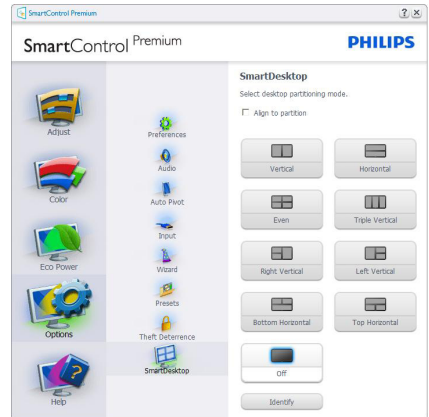 SmartControl Premium
SmartControl Premium
PHILIPS
Adjust
Color
Eco Power
Options
Help
Preferences
Audio
Auto Pivot
Input
Wizard
Presets
Theft Deterrence
SmartDesktop
SmartDesktop
Select desktop partitioning mode.
Align to partition
Vertical
Horizontal
Even
Triple Vertical
Right Vertical
Left Vertical
Bottom Horizontal
Top Horizontal
Off
Identify